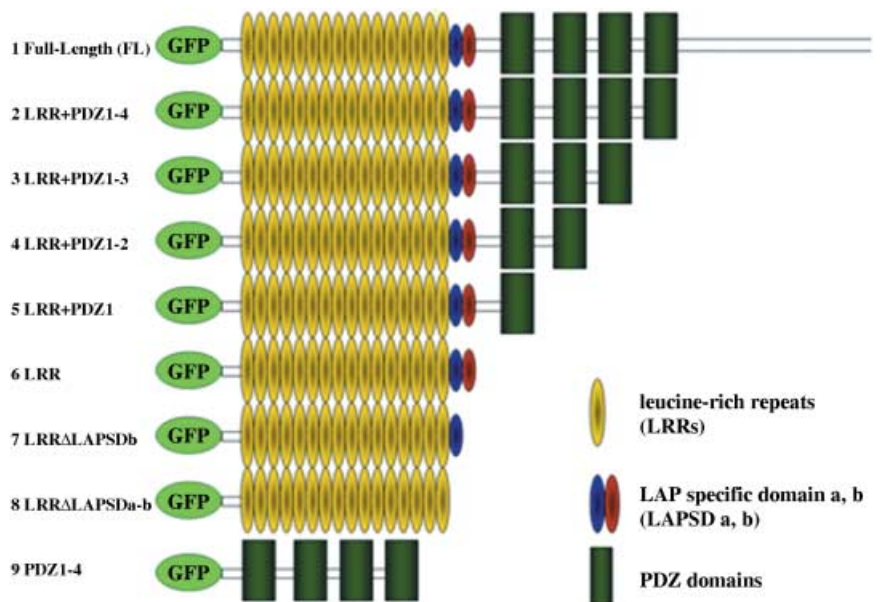 1 Full-Length (FL) GFP
2 LRR+PDZ1-4 GFP
3 LRR+PDZ1-3 GFP
4 LRR+PDZ1-2 GFP
5 LRR+PDZ1 GFP
6 LRR GFP
7 LRRΔLAPSDb GFP
8 LRRΔLAPSDa-b GFP
9 PDZ1-4 GFP
leucine-rich repeats
(LRRs)
LAP specific domain a, b
(LAPSD a, b)
PDZ domains